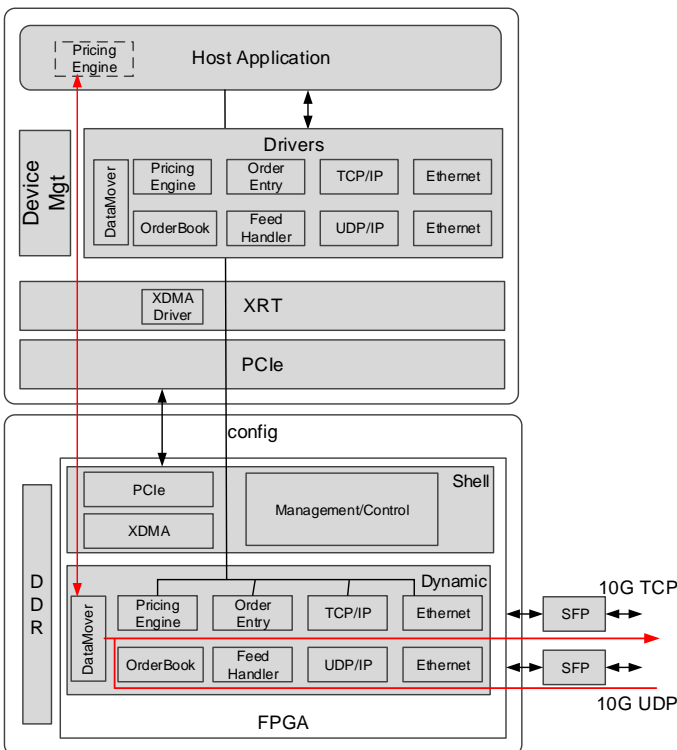 Pricing
Engine
Host Application
Device
Mgt
Drivers
DataMover
Pricing
Engine
Order
Entry
TCP/IP
Ethernet
OrderBook
Feed
Handler
UDP/IP
Ethernet
XDMA
Driver
XRT
PCIe
config
DDR
Shell
PCIe
XDMA
Management/Control
Dynamic
DataMover
Pricing
Engine
Order
Entry
TCP/IP
Ethernet
OrderBook
Feed
Handler
UDP/IP
Ethernet
FPGA
10G TCP
SFP
SFP
10G UDP